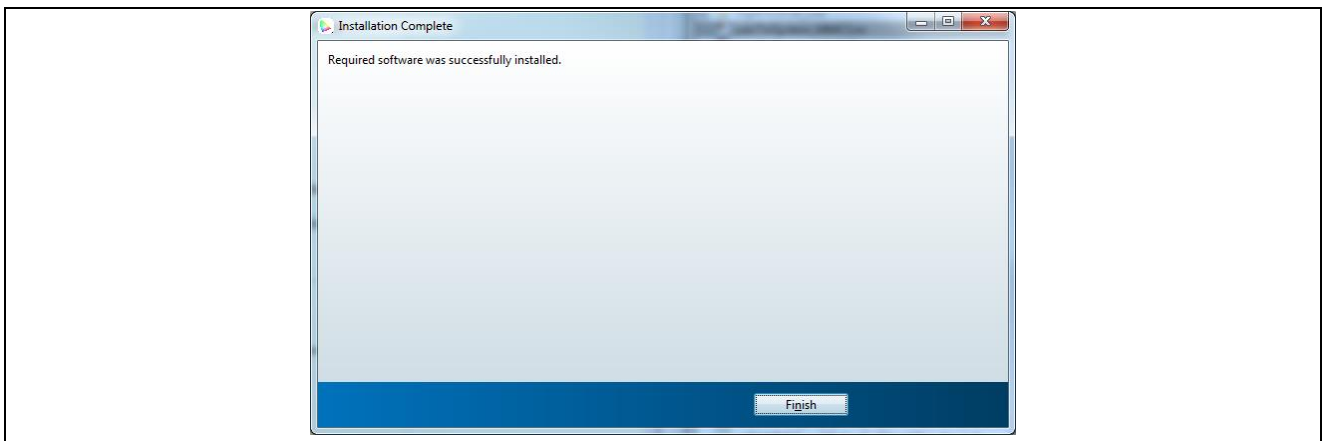 Installation Complete
Required software was successfully installed.
Finish